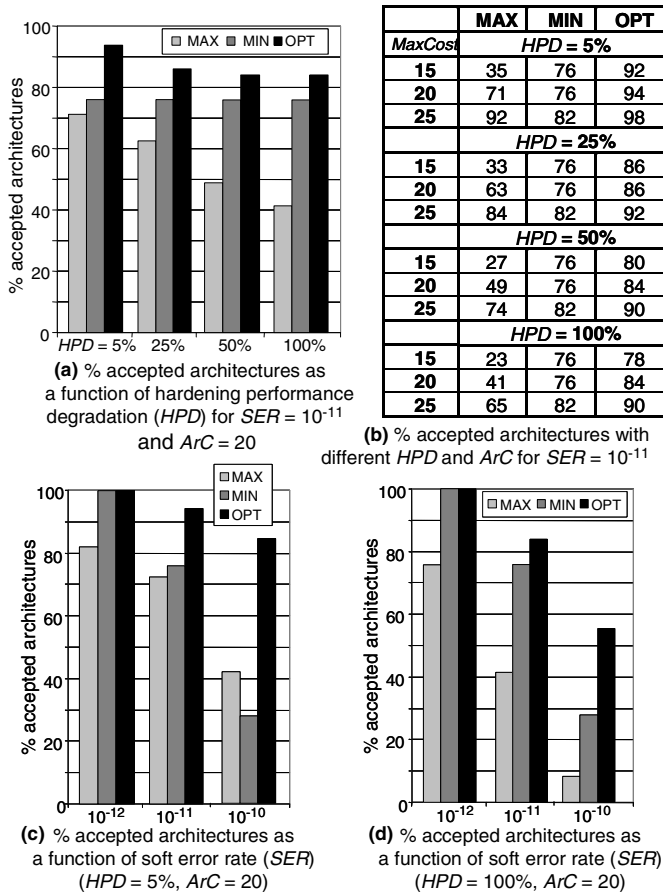 MAX MIN OPT
100
80
60
40
20
0
% accepted architectures
HPD = 5% 25% 50% 100%
(a) % accepted architectures as
a function of hardening performance
degradation (HPD) for SER = 10-11
and ArC = 20
MAX MIN OPT
MaxCost HPD = 5%
15 35 76 92
20 71 76 94
25 92 82 98
HPD = 25%
15 33 76 86
20 63 76 86
25 84 82 92
HPD = 50%
15 27 76 80
20 49 76 84
25 74 82 90
HPD = 100%
15 23 76 78
20 41 76 84
25 65 82 90
(b) % accepted architectures with
different HPD and ArC for SER = 10-11
MAX
MIN
OPT
100
80
60
40
20
0
% accepted architectures
10-12 10-11 10-10
(c) % accepted architectures as
a function of soft error rate (SER)
(HPD = 5%, ArC = 20)
MAX MIN OPT
100
80
60
40
20
0
% accepted architectures
10-12 10-11 10-10
(d) % accepted architectures as
a function of soft error rate (SER)
(HPD = 100%, ArC = 20)